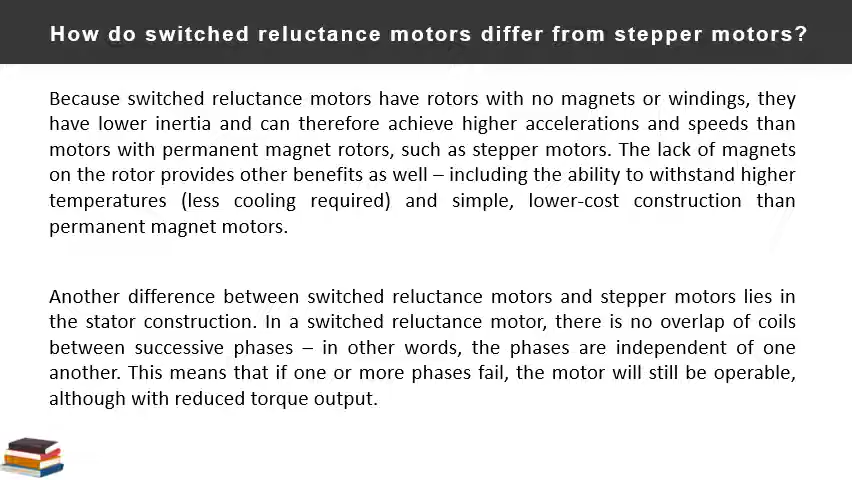 How do switched reluctance motors differ from stepper motors?
Because switched reluctance motors have rotors with no magnets or windings, they
have lower inertia and can therefore achieve higher accelerations and speeds than
motors with permanent magnet rotors, such as stepper motors. The lack of magnets
on the rotor provides other benefits as well – including the ability to withstand higher
temperatures (less cooling required) and simple, lower-cost construction than
permanent magnet motors.
Another difference between switched reluctance motors and stepper motors lies in
the stator construction. In a switched reluctance motor, there is no overlap of coils
between successive phases – in other words, the phases are independent of one
another. This means that if one or more phases fail, the motor will still be operable,
although with reduced torque output.